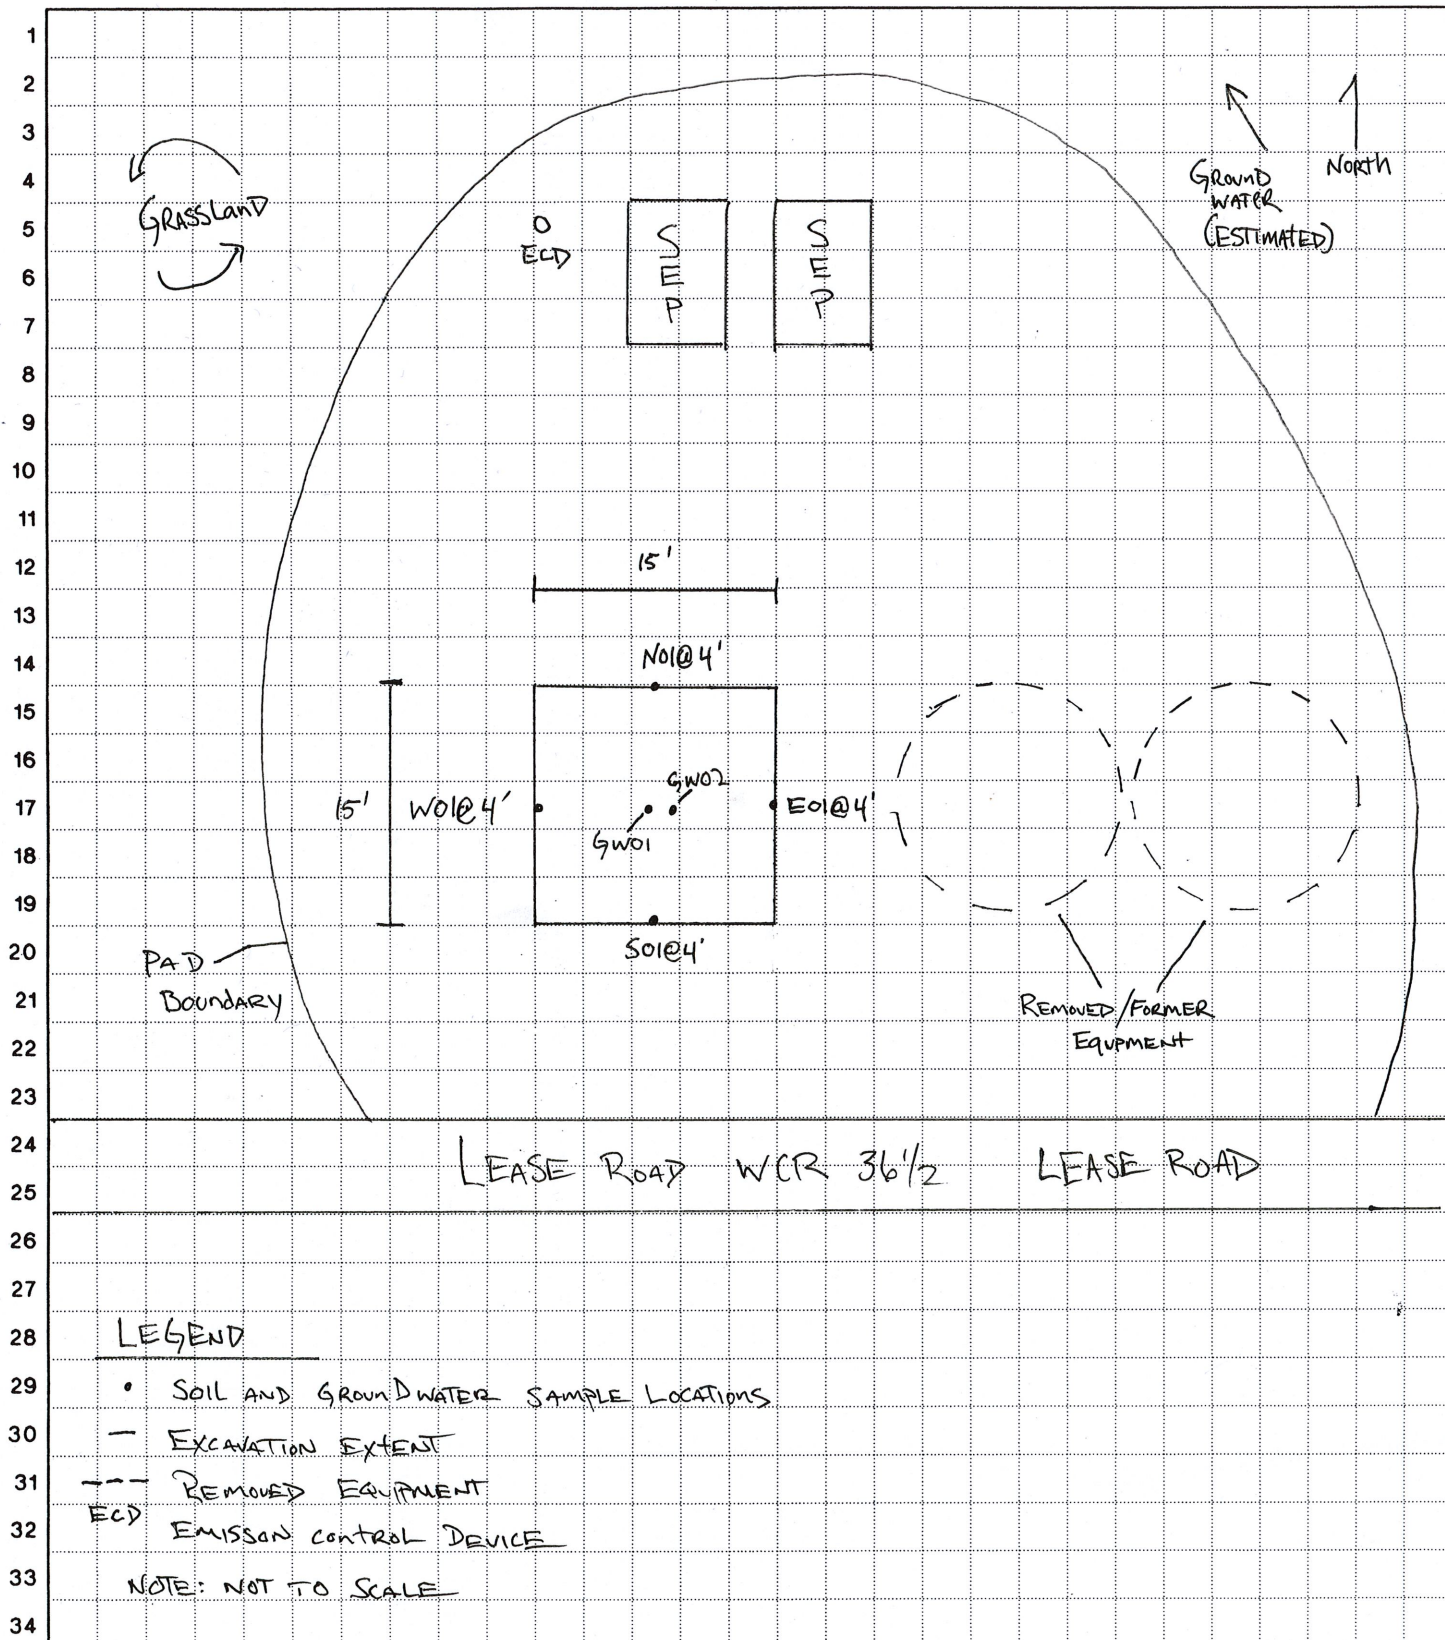 1
2
3
4
5
6
7
8
9
10
11
12
13
14
15
16
17
18
19
20
21
22
23
24
25
26
27
28
29
30
31
32
33
34
GRASSLAND
GROUND
WATER
(ESTIMATED)
NORTH
O
ECD
SEP
SEP
15'
N01@4'
15'
W01@4'
GW02
GW01
E01@4'
S01@4'
PAD
BOUNDARY
REMOVED/FORMER
EQUPMENT
LEASE ROAD WCR 36 1/2 LEASE ROAD
LEGEND
• SOIL AND GROUNDWATER SAMPLE LOCATIONS
— EXCAVATION EXTENT
---- REMOVED EQUIPMENT
ECD EMISSON CONTROL DEVICE
NOTE: NOT TO SCALE